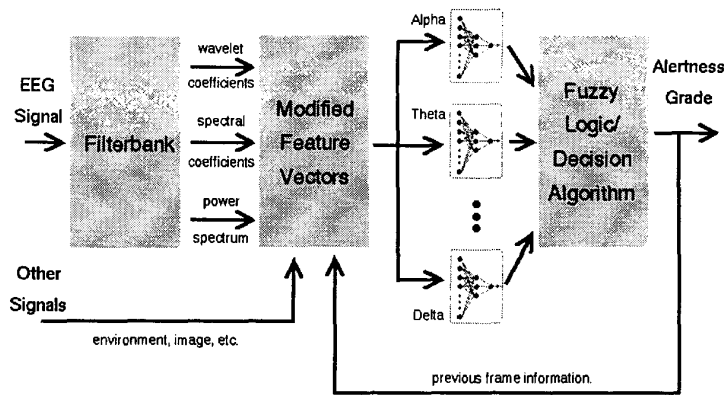 EEG
Signal
Filterbank
wavelet
coefficients
spectral
coefficients
power
spectrum
Modified
Feature
Vectors
Alpha
Theta
Delta
Fuzzy
Logic/
Decision
Algorithm
Alertness
Grade
Other
Signals
environment, image, etc.
previous frame information.